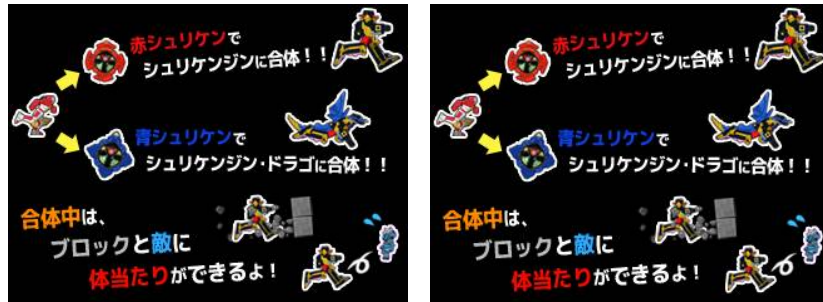 赤シュリケンで
シュリケンジンに合体！！
青シュリケンで
シュリケンジン・ドラゴに合体！！
合体中は、
ブロックと敵に
体当たりができるよ！
赤シュリケンで
シュリケンジンに合体！！
青シュリケンで
シュリケンジン・ドラゴに合体！！
合体中は、
ブロックと敵に
体当たりができるよ！